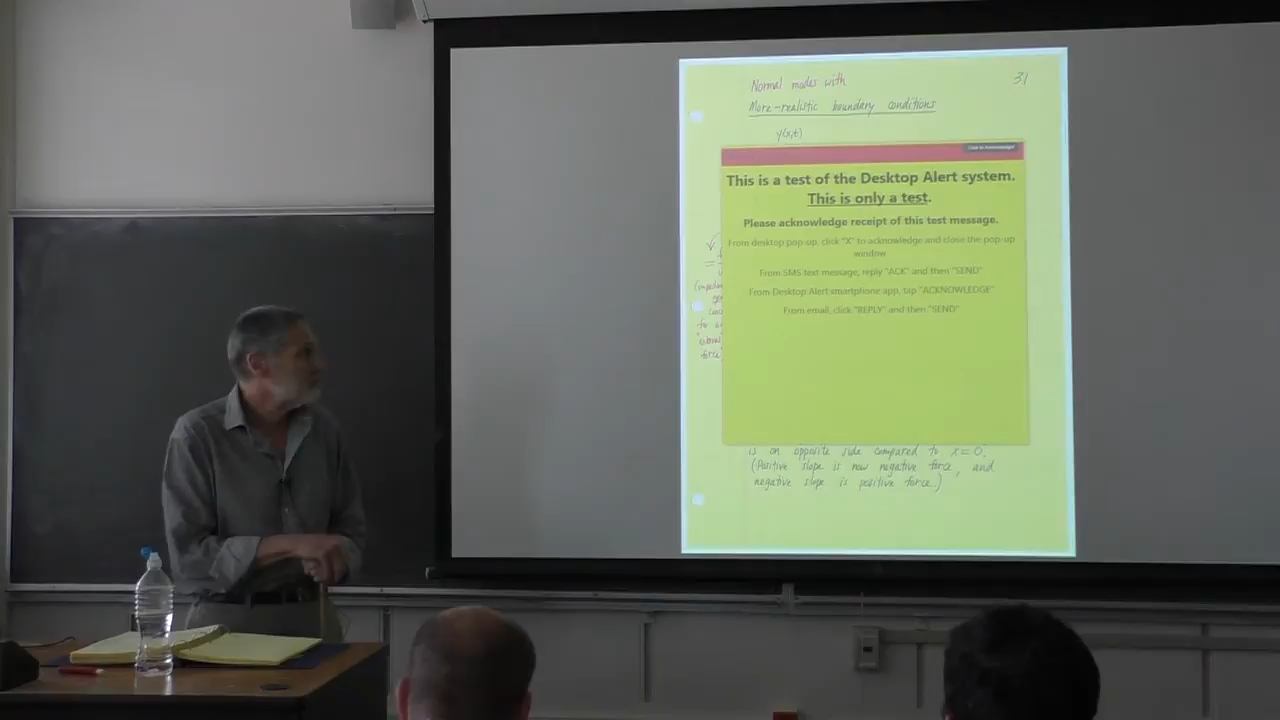 Normal modes with
31
More-realistic boundary conditions
y(x,t)
This is a test of the Desktop Alert system.
This is only a test.
Please acknowledge receipt of this test message.
From desktop pop-up, click "X" to acknowledge and close the pop-up
window
From SMS text message, reply "ACK" and then "SEND"
From Desktop Alert smartphone app, tap "ACKNOWLEDGE"
From email, click "REPLY" and then "SEND"
force
is on opposite side compared to x=0.
(Positive slope is now negative force, and
negative slope is positive force.)